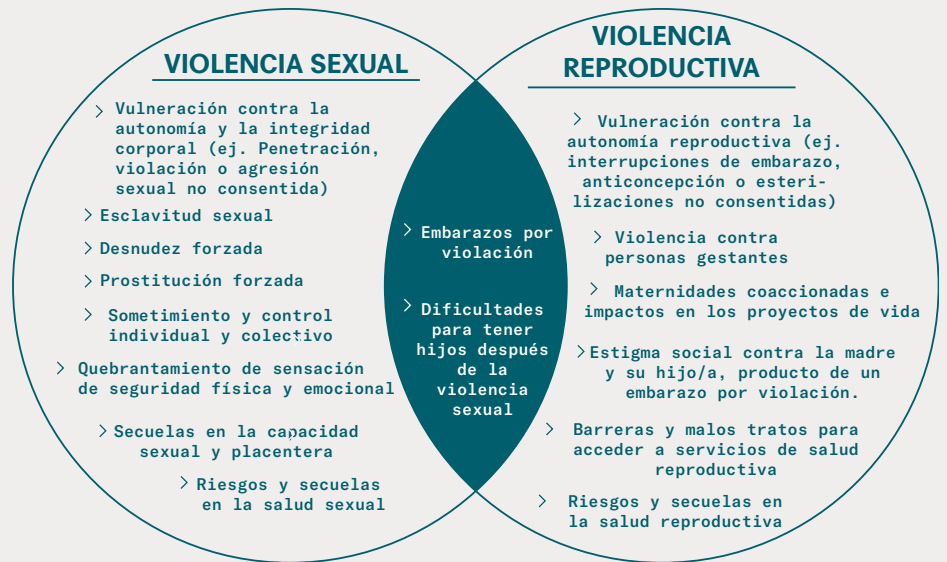 VIOLENCIA SEXUAL
> Vulneración contra la
autonomía y la integridad
corporal (ej. Penetración,
violación o agresión
sexual no consentida)
> Esclavitud sexual
> Desnudez forzada
> Prostitución forzada
> Sometimiento y control
individual y colectivo
> Quebrantamiento de sensación
de seguridad física y emocional
> Secuelas en la capacidad
sexual y placentera
> Riesgos y secuelas
en la salud sexual
> Embarazos por
violación
> Dificultades
para tener
hijos después
de la
violencia
sexual
VIOLENCIA
REPRODUCTIVA
> Vulneración contra la
autonomía reproductiva (ej.
interrupciones de embarazo,
anticoncepción o esteri-
lizaciones no consentidas)
> Violencia contra
personas gestantes
> Maternidades coaccionadas e
impactos en los proyectos de vida
> Estigma social contra la madre
y su hijo/a, producto de un
embarazo por violación.
> Barreras y malos tratos para
acceder a servicios de salud
reproductiva
> Riesgos y secuelas en
la salud reproductiva